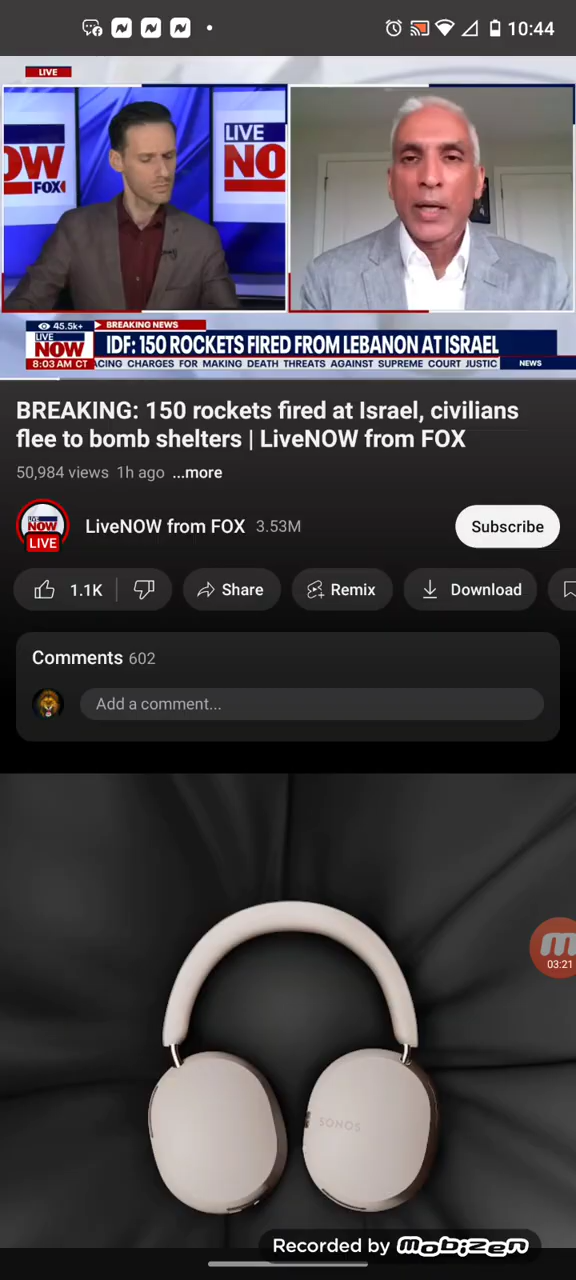 10:44
LIVE
OW
FOX
LIVE
NO
45.5k+
BREAKING NEWS
LIVE
NOW
IDF: 150 ROCKETS FIRED FROM LEBANON AT ISRAEL
8:03 AM CT
ACING CHARGES FOR MAKING DEATH THREATS AGAINST SUPREME COURT JUSTIC
NEWS
BREAKING: 150 rockets fired at Israel, civilians
flee to bomb shelters | LiveNOW from FOX
50,984 views 1h ago ...more
LIVE
NOW
LIVE
LiveNOW from FOX 3.53M
Subscribe
1.1K
Share
Remix
Download
Comments 602
Add a comment...
03:21
SONOS
Recorded by mobizen